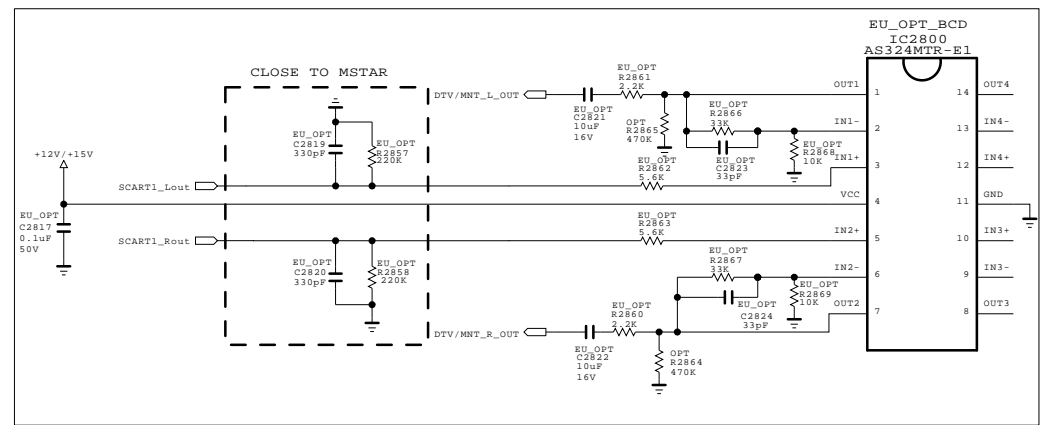 EU_OPT_BCD
IC2800
AS324MTR-E1
CLOSE TO MSTAR
DTV/MNT_L_OUT
EU_OPT
R2861
2.2K
EU_OPT
C2821
10uF
16V
OPT
R2865
470K
EU_OPT
R2866
33K
EU_OPT
C2823
33pF
EU_OPT
R2868
10K
EU_OPT
R2862
5.6K
OUT1
IN1-
IN1+
VCC
IN2+
IN2-
OUT2
1
2
3
4
5
6
7
14
13
12
11
10
9
8
OUT4
IN4-
IN4+
GND
IN3+
IN3-
OUT3
+12V/+15V
EU_OPT
C2819
330pF
EU_OPT
R2857
220K
SCART1_Lout
EU_OPT
C2817
0.1uF
50V
SCART1_Rout
EU_OPT
R2863
5.6K
EU_OPT
C2820
330pF
EU_OPT
R2858
220K
EU_OPT
R2867
33K
EU_OPT
C2824
33pF
EU_OPT
R2869
10K
DTV/MNT_R_OUT
EU_OPT
R2860
2.2K
EU_OPT
C2822
10uF
16V
OPT
R2864
470K